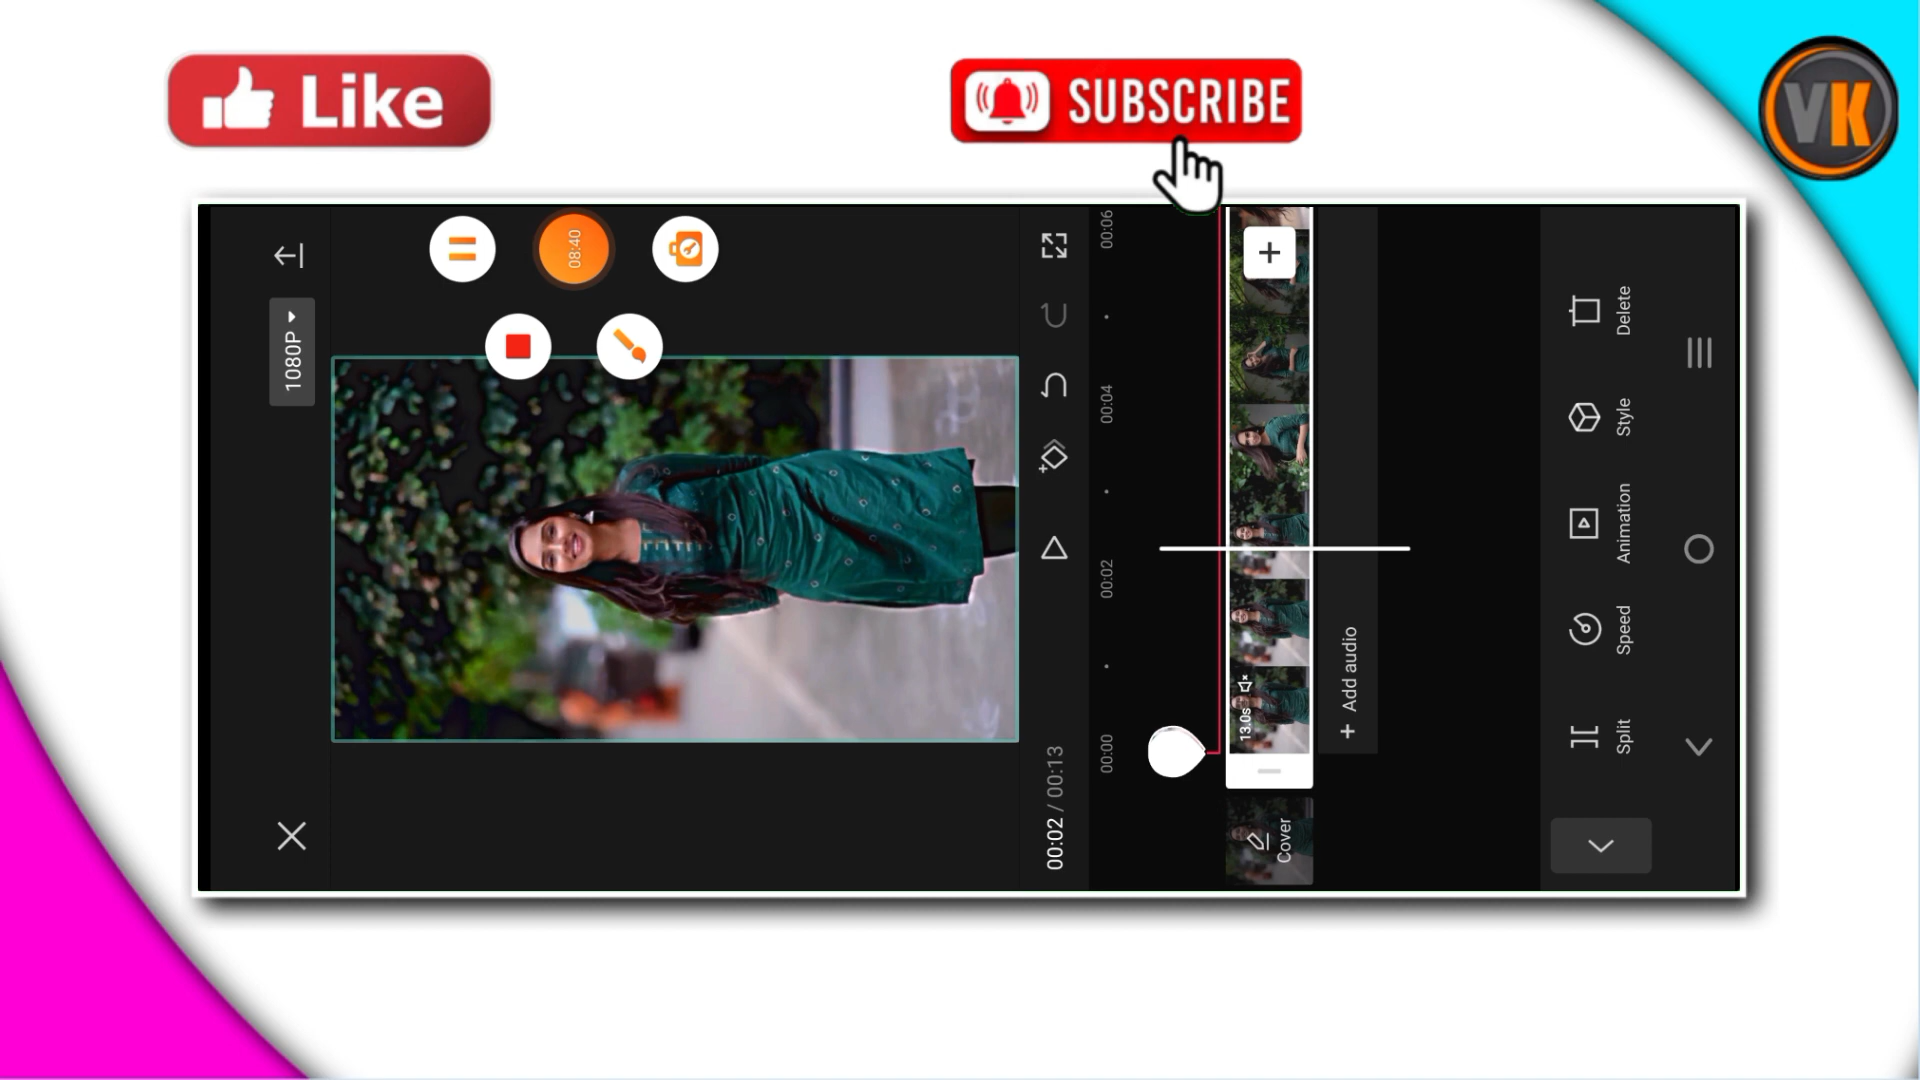 Like
SUBSCRIBE
VK
1080P
08:40
00:02 / 00:13
00:00
00:02
00:04
00:06
13.0s
Cover
+ Add audio
Split
Speed
Animation
Style
Delete